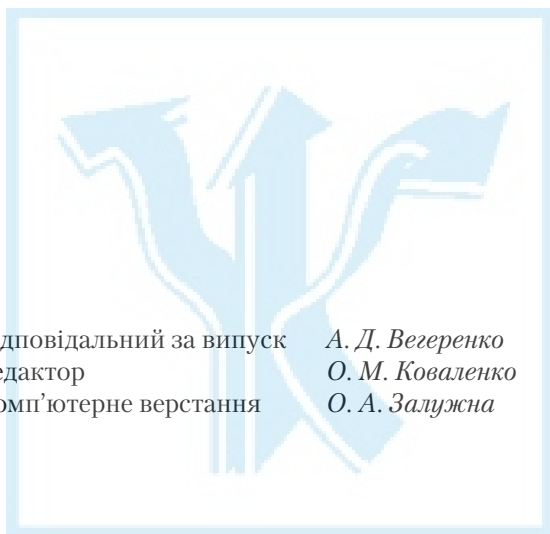 дповідальний за випуск А. Д. Вегеренко
едактор О. М. Коваленко
омп’ютерне верстання О. А. Залужна